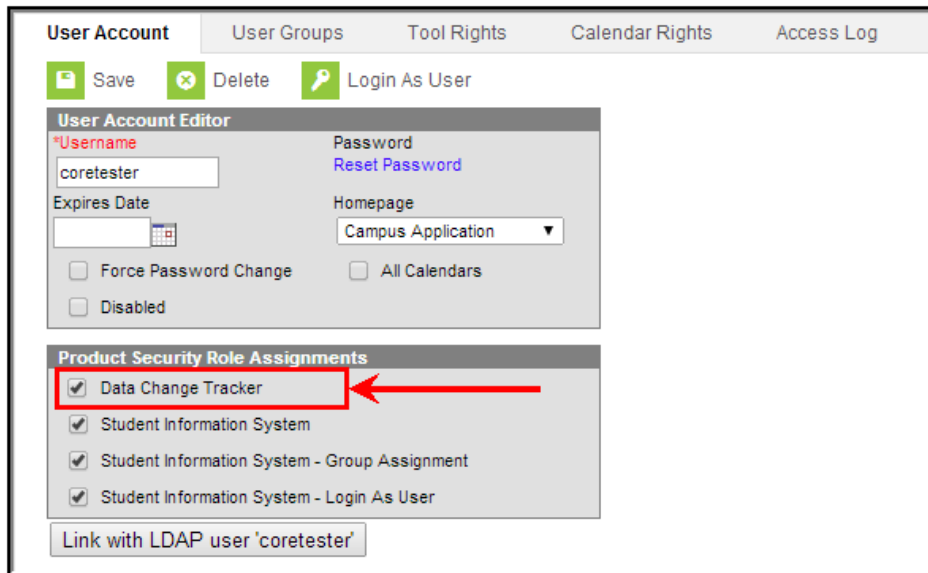 User Account User Groups Tool Rights Calendar Rights Access Log
Save Delete Login As User
User Account Editor
*Username Password
coretester Reset Password
Expires Date Homepage
Campus Application
Force Password Change All Calendars
Disabled
Product Security Role Assignments
Data Change Tracker
Student Information System
Student Information System - Group Assignment
Student Information System - Login As User
Link with LDAP user 'coretester'